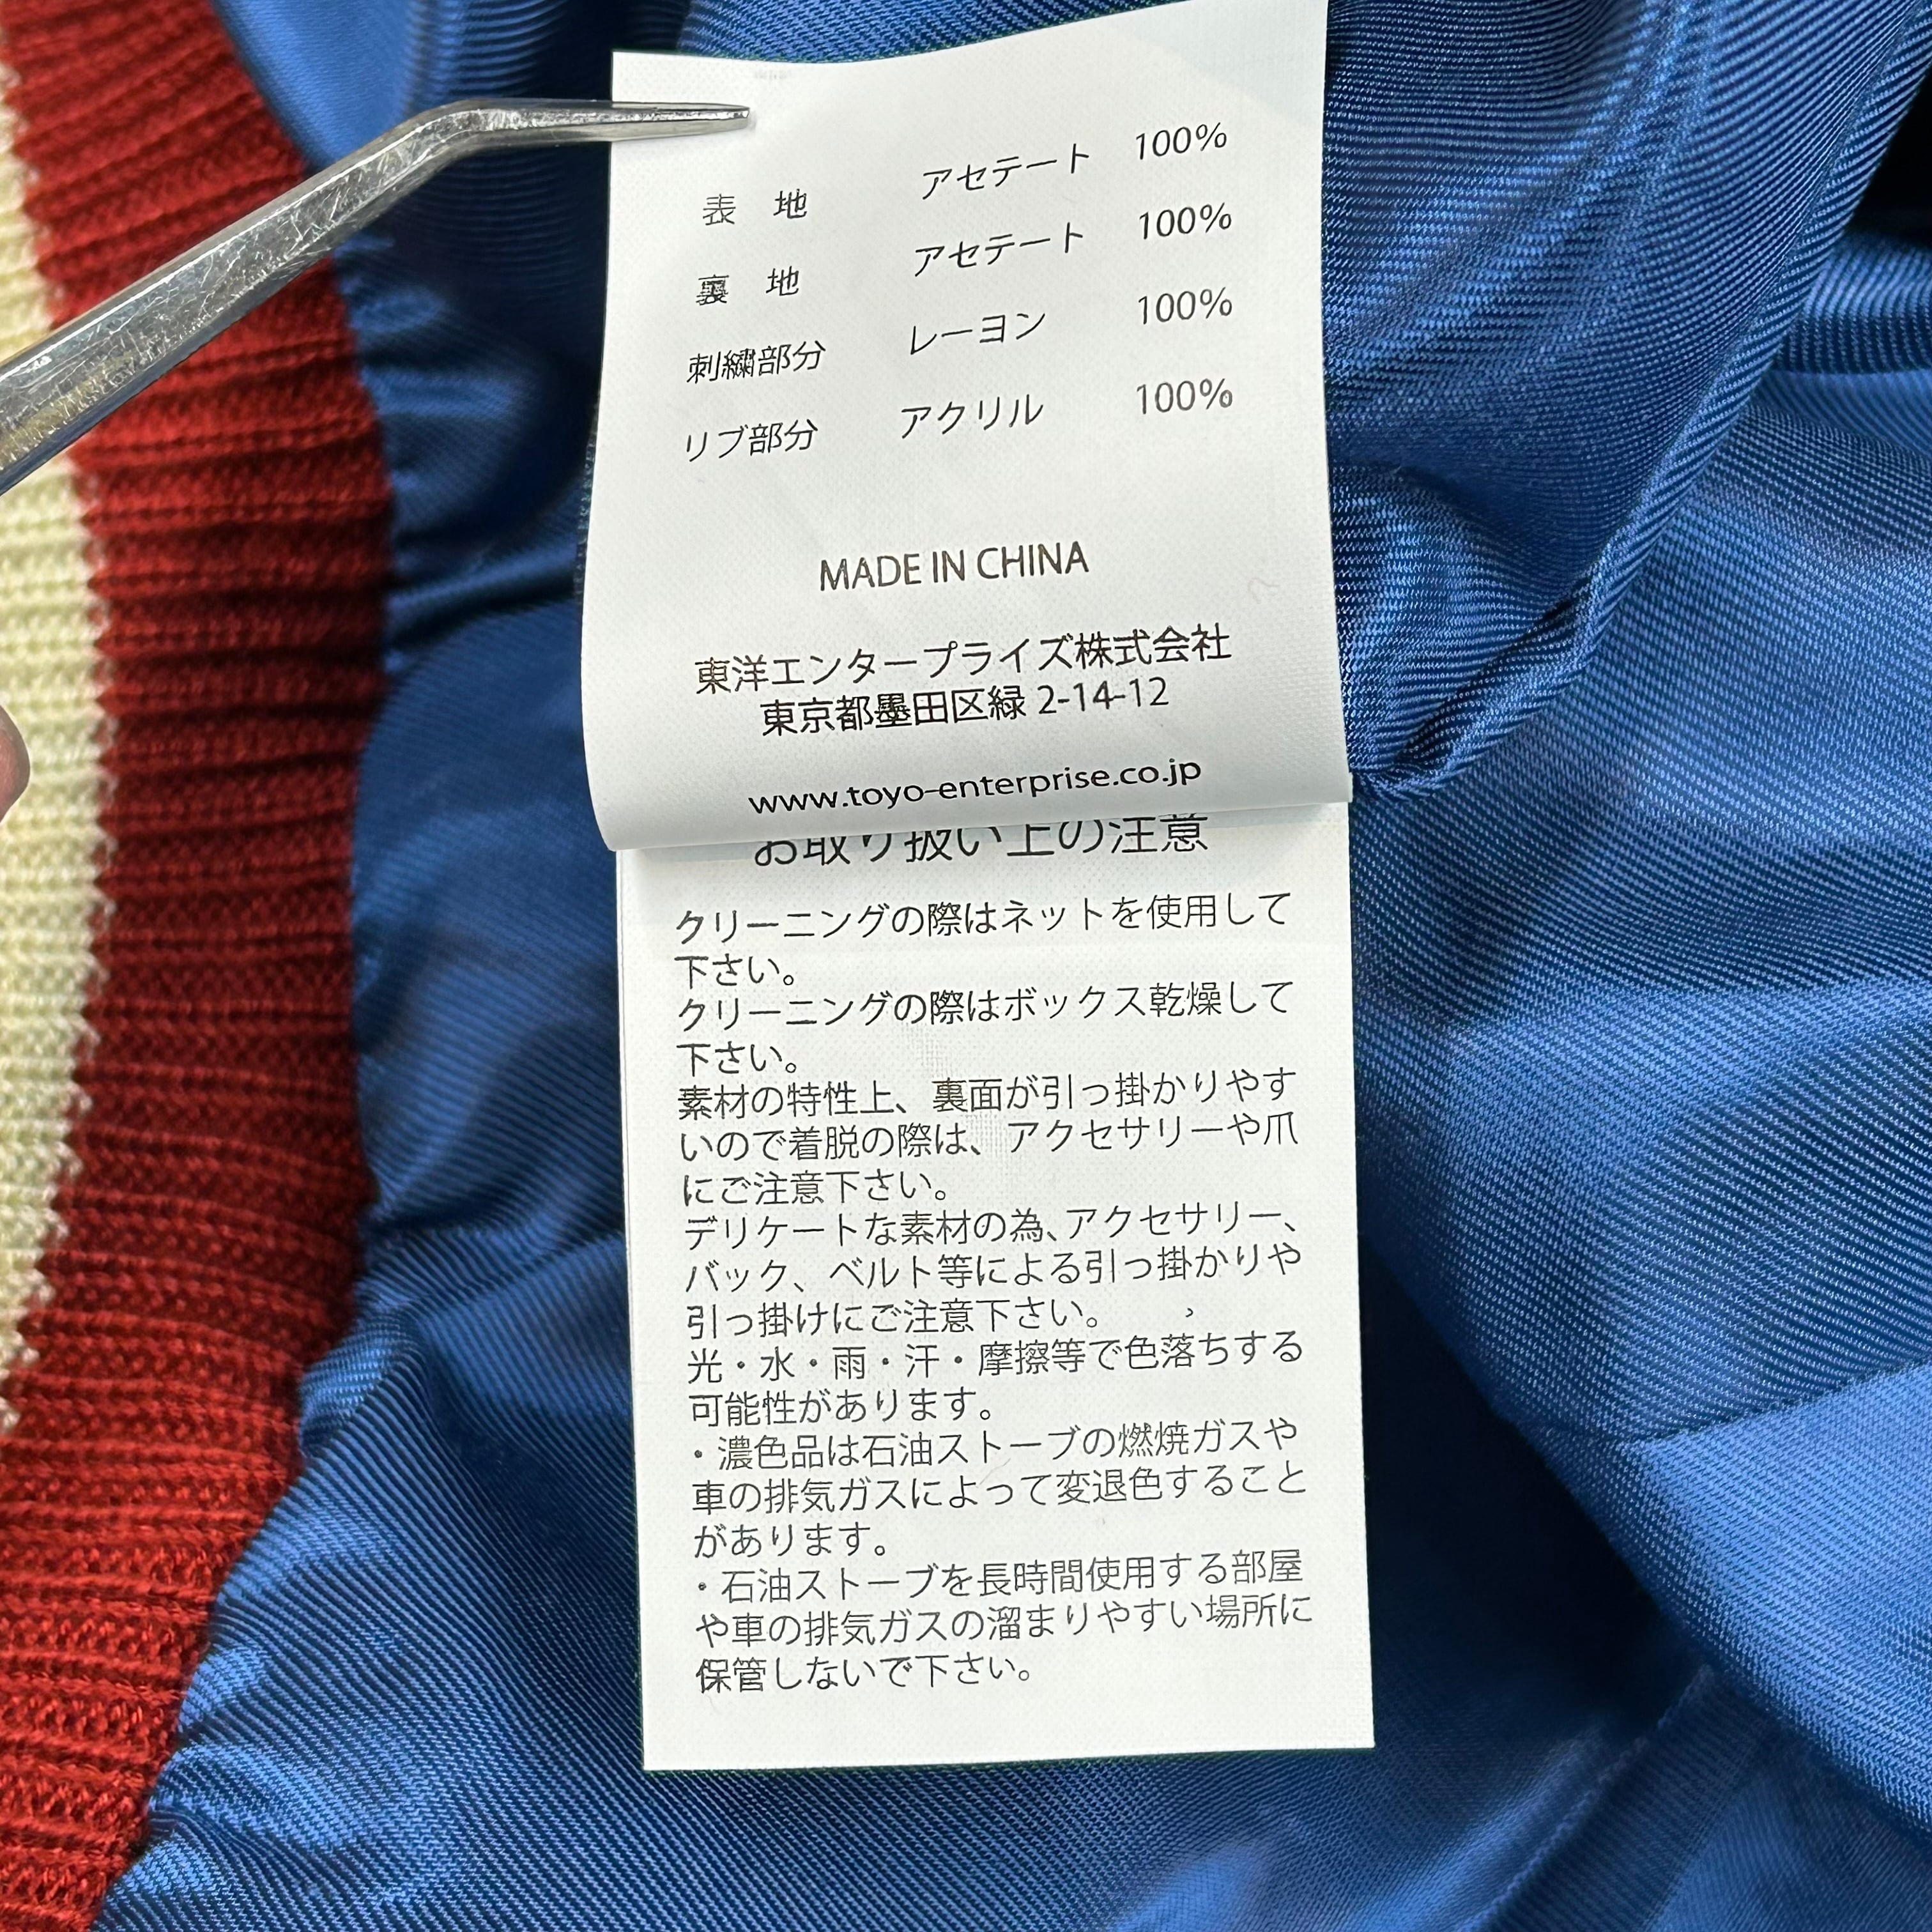 表 地 アセテート 100%
裏 地 アセテート 100%
刺繍部分 レーヨン 100%
リブ部分 アクリル 100%
MADE IN CHINA
東洋エンタープライズ株式会社
東京都墨田区緑 2-14-12
www.toyo-enterprise.co.jp
お取り扱い上の注意
クリーニングの際はネットを使用して
下さい。
クリーニングの際はボックス乾燥して
下さい。
素材の特性上、裏面が引っ掛かりやす
いので着脱の際は、アクセサリーや爪
にご注意下さい。
デリケートな素材の為、アクセサリー、
バック、ベルト等による引っ掛かりや
引っ掛けにご注意下さい。
光・水・雨・汗・摩擦等で色落ちする
可能性があります。
・濃色品は石油ストーブの燃焼ガスや
車の排気ガスによって変退色すること
があります。
・石油ストーブを長時間使用する部屋
や車の排気ガスの溜まりやすい場所に
保管しないで下さい。